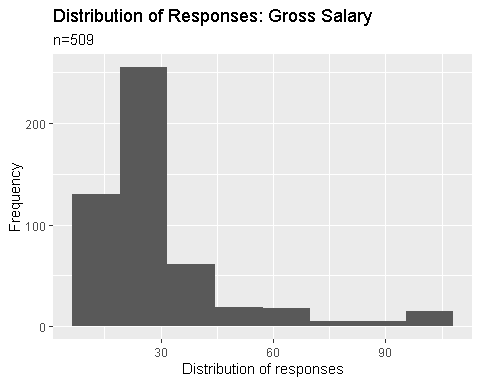 Distribution of Responses: Gross Salary
n=509
Frequency
200
100
0
30
60
90
Distribution of responses